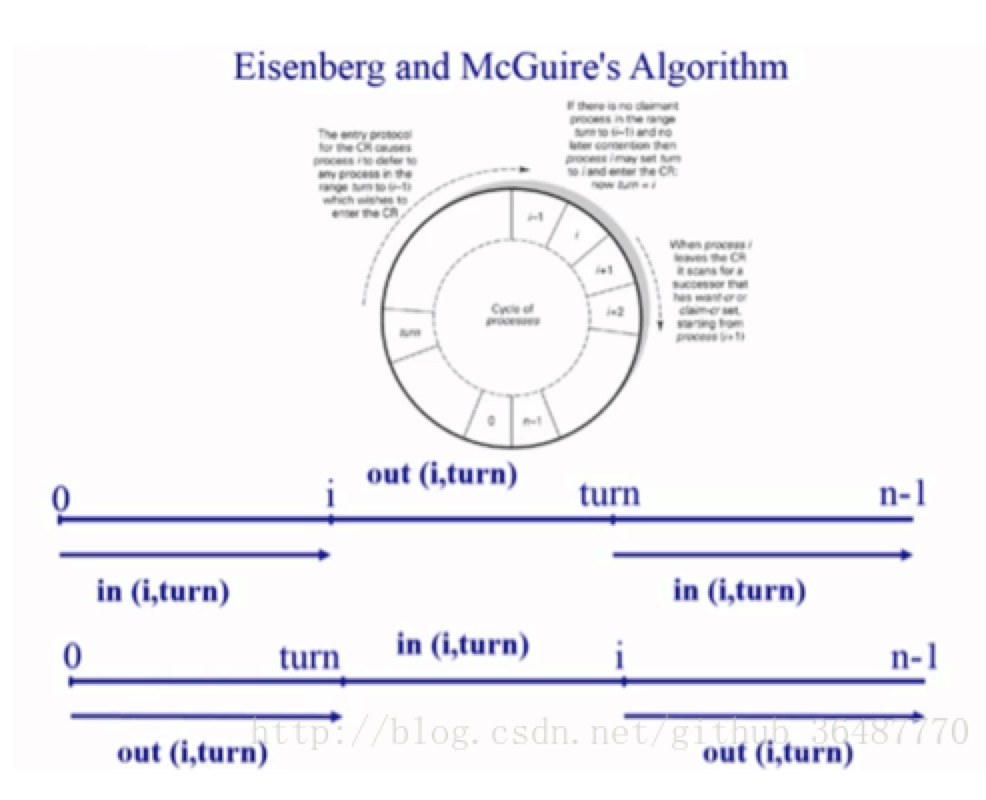 Eisenberg and McGuire's Algorithm
If there is no claimant
process in the range
turn to (i–1) and no
later contention then
process i may set turn
to i and enter the CR:
now turn = i
The entry protocol
for the CR causes
process i to defer to
any process in the
range turn to (i–1)
which wishes to
enter the CR
i–1
i
i+1
i+2
When process i
leaves the CR
it scans for a
successor that
has want-cr or
claim-cr set,
starting from
process (i+1)
Cycle of
processes
turn
0
n–1
out (i,turn)
0 i turn n-1
in (i,turn) in (i,turn)
in (i,turn)
0 turn i n-1
http://blog.csdn.net/github_36487770
out (i,turn) out (i,turn)